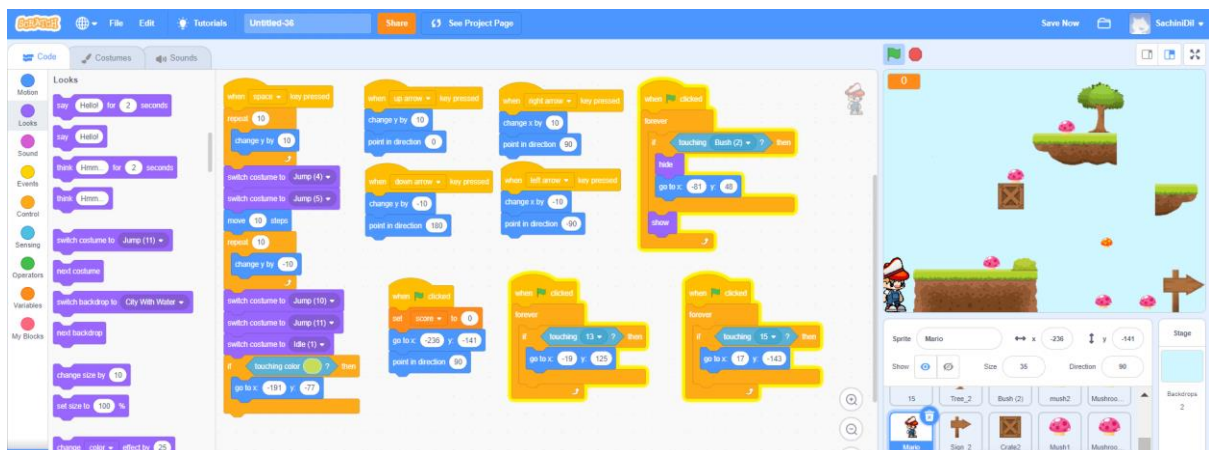 SCRATCH
File Edit Tutorials Untitled-36 Share See Project Page Save Now SachiniDil
Code Costumes Sounds
Motion
Looks
Sound
Events
Control
Sensing
Operators
Variables
My Blocks
Looks
say Hello! for 2 seconds
say Hello!
think Hmm... for 2 seconds
think Hmm...
switch costume to Jump (11)
next costume
switch backdrop to City With Water
next backdrop
change size by 10
set size to 100 %
change color effect by 25
when space key pressed
repeat 10
change y by 10
switch costume to Jump (4)
switch costume to Jump (5)
move 10 steps
repeat 10
change y by -10
switch costume to Jump (10)
switch costume to Jump (11)
switch costume to Idle (1)
if touching color ? then
go to x: -191 y: -77
when up arrow key pressed
change y by 10
point in direction 0
when right arrow key pressed
change x by 10
point in direction 90
when down arrow key pressed
change y by -10
point in direction 180
when left arrow key pressed
change x by -10
point in direction -90
when clicked
forever
if touching Bush (2) ? then
hide
go to x: -81 y: 48
show
when clicked
set score to 0
go to x: -236 y: -141
point in direction 90
when clicked
forever
if touching 13 ? then
go to x: -19 y: 125
when clicked
forever
if touching 15 ? then
go to x: 17 y: -143
0
Sprite Mario x -236 y -141
Show Size 35 Direction 90
15 Tree_2 Bush (2) mush2 Mushroo...
Mario Sign_2 Crate2 Mush1 Mushroo...
Stage
Backdrops
2